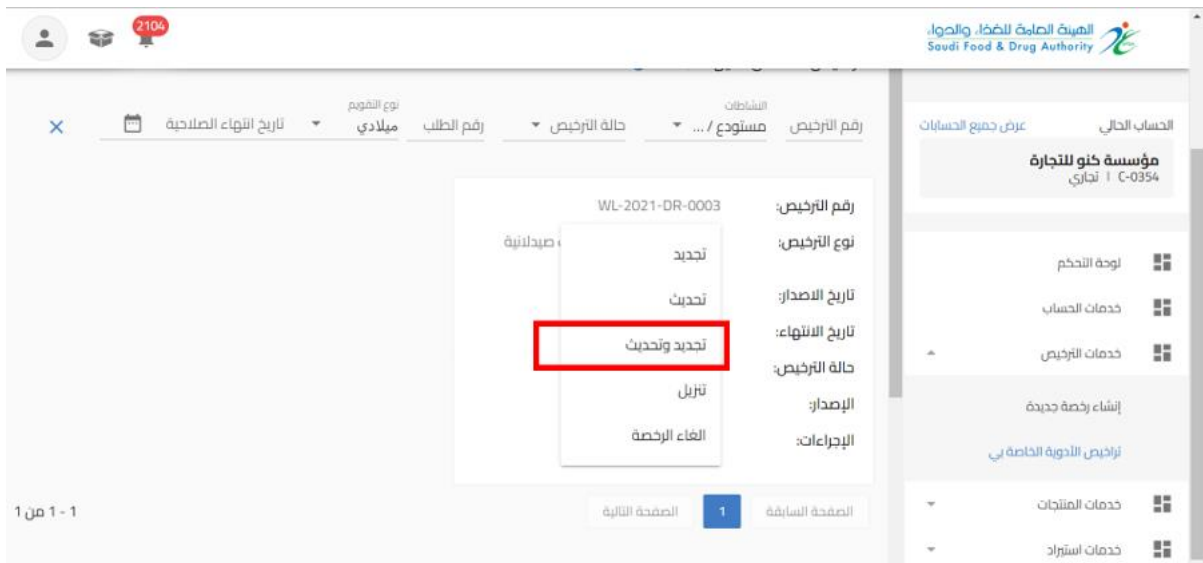 2104
الهيئة العامة للغذاء والدواء
Saudi Food & Drug Authority
الحساب الحالي
عرض جميع الحسابات
مؤسسة كنو للتجارة
C-0354 | تجاري
لوحة التحكم
خدمات الحساب
خدمات الترخيص
إنشاء رخصة جديدة
تراخيص الأدوية الخاصة بي
خدمات المنتجات
خدمات استيراد
رقم الترخيص
النشاطات
مستودع / ...
حالة الترخيص
رقم الطلب
نوع التقويم
ميلادي
تاريخ انتهاء الصلاحية
رقم الترخيص: WL-2021-DR-0003
نوع الترخيص: صيدلانية
تاريخ الاصدار:
تاريخ الانتهاء:
حالة الترخيص:
الإصدار:
الإجراءات:
تجديد
تحديث
تجديد وتحديث
تنزيل
الغاء الرخصة
الصفحة السابقة 1 الصفحة التالية
1 - 1 من 1